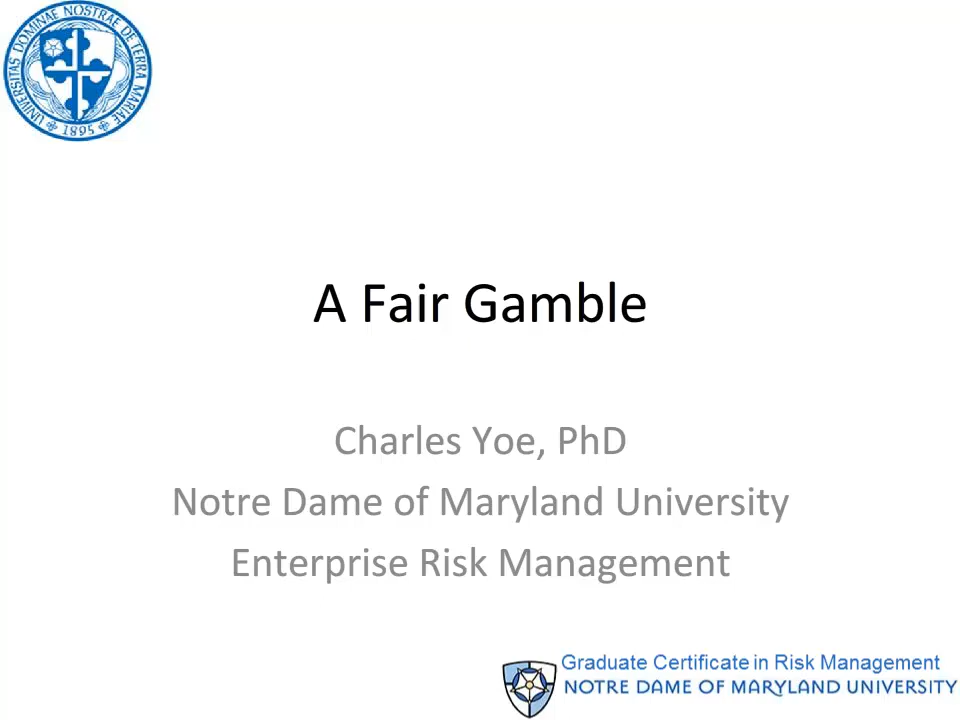 UNIVERSITAS DOMINAE NOSTRAE DE TERRA MARIAE
1895
A Fair Gamble
Charles Yoe, PhD
Notre Dame of Maryland University
Enterprise Risk Management
Graduate Certificate in Risk Management
NOTRE DAME OF MARYLAND UNIVERSITY